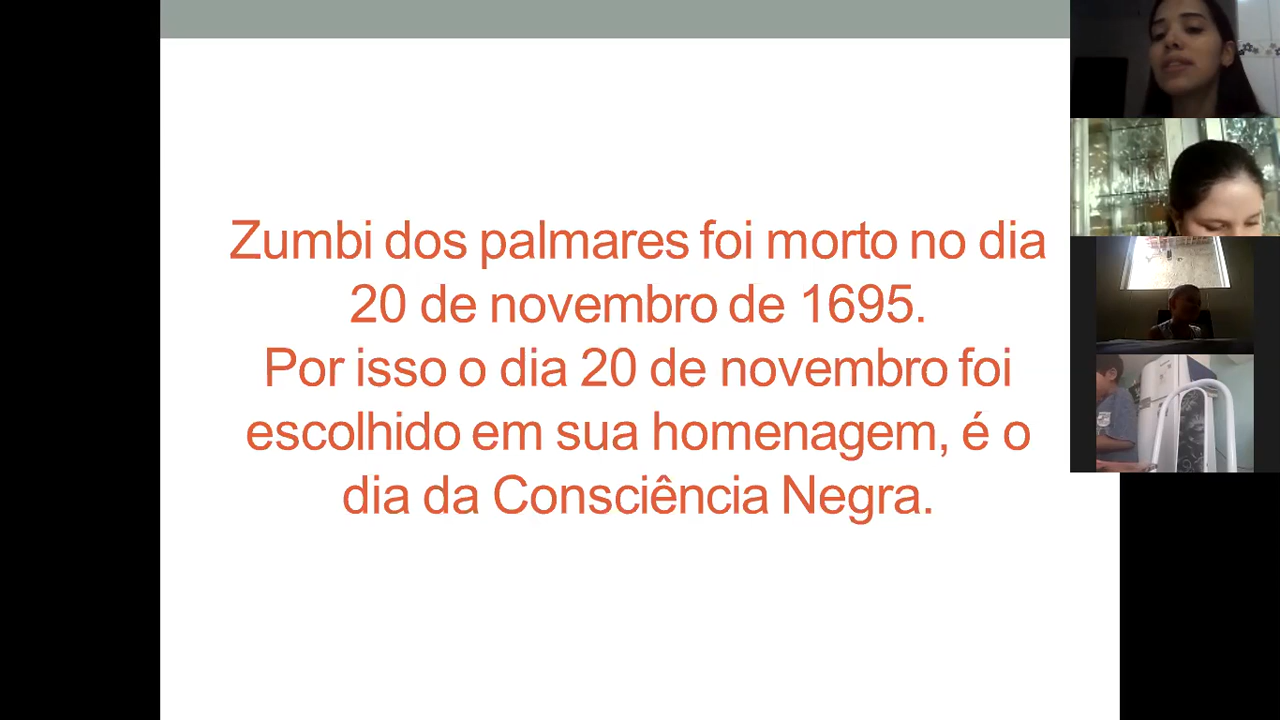 Zumbi dos palmares foi morto no dia
20 de novembro de 1695.
Por isso o dia 20 de novembro foi
escolhido em sua homenagem, é o
dia da Consciência Negra.